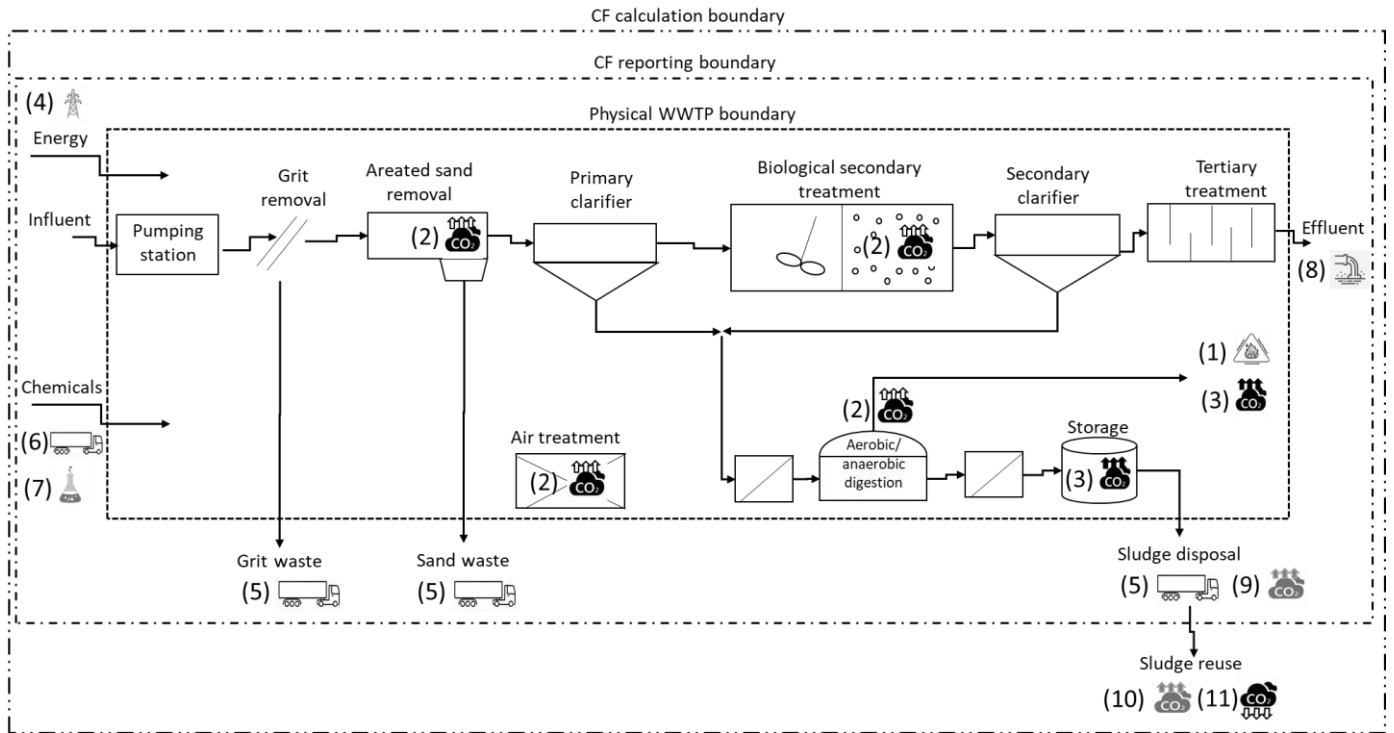 CF calculation boundary
CF reporting boundary
Physical WWTP boundary
(4)
Energy
Influent
Pumping
station
Grit
removal
Areated sand
removal
(2)
CO₂
Primary
clarifier
Biological secondary
treatment
(2)
CO₂
Secondary
clarifier
Tertiary
treatment
Effluent
(8)
Chemicals
(6)
(7)
Air treatment
(2)
CO₂
(2)
CO₂
Aerobic/
anaerobic
digestion
Storage
(3)
CO₂
(1)
(3)
CO₂
Grit waste
(5)
Sand waste
(5)
Sludge disposal
(5)
(9)
CO₂
Sludge reuse
(10)
CO₂
(11)
CO₂